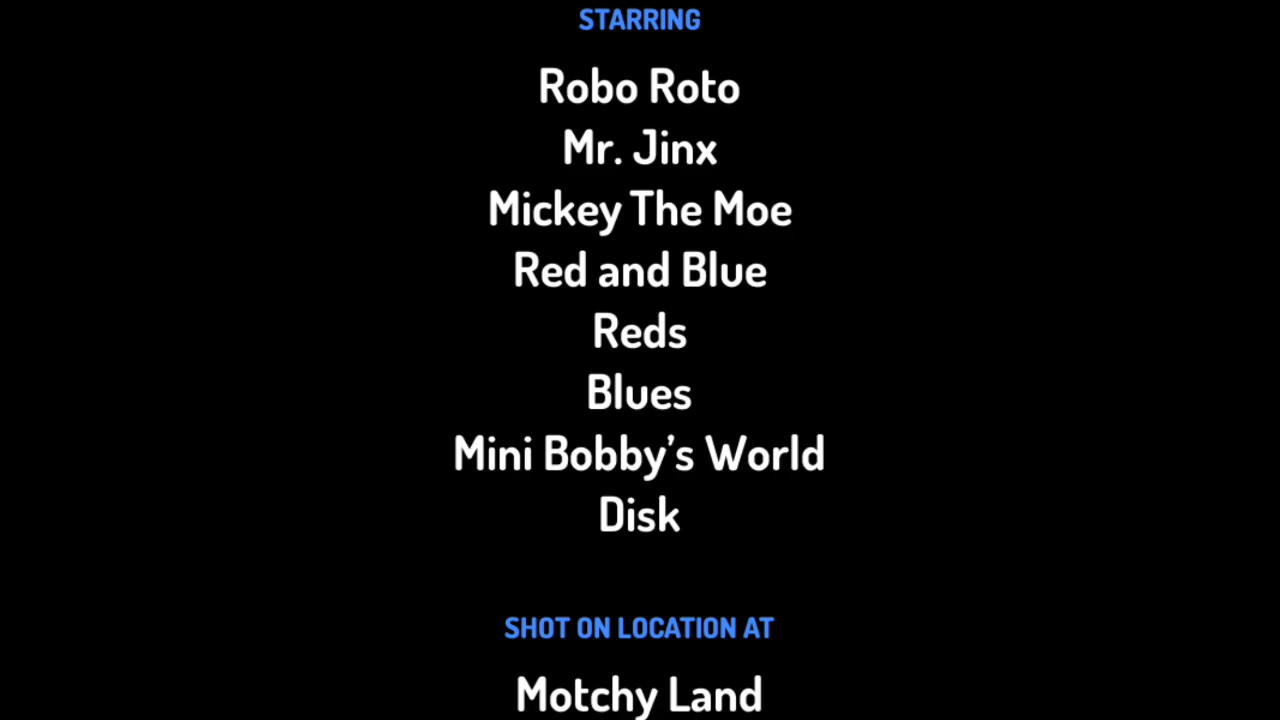 STARRING
Robo Roto
Mr. Jinx
Mickey The Moe
Red and Blue
Reds
Blues
Mini Bobby’s World
Disk
SHOT ON LOCATION AT
Motchy Land